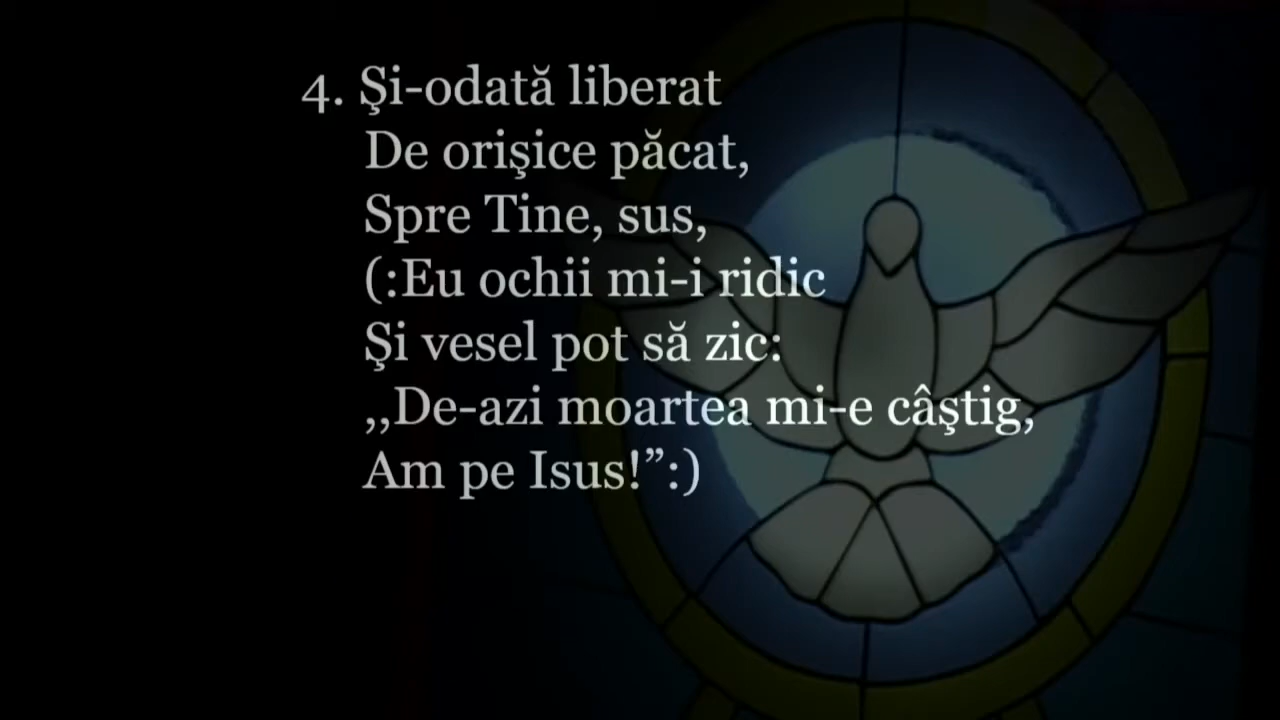 4. Şi-odată liberat
De orişice păcat,
Spre Tine, sus,
(:Eu ochii mi-i ridic
Şi vesel pot să zic:
,,De-azi moartea mi-e câştig,
Am pe Isus!”:)